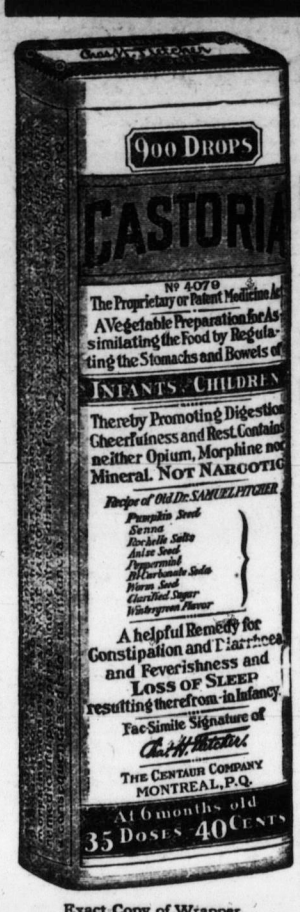 Chas. H. Fletcher
900 DROPS
CASTORIA
Nº 4079
The Proprietary or Patent Medicine Act
A Vegetable Preparation for As-
similating the Food by Regula-
ting the Stomachs and Bowels of
INFANTS CHILDREN
Thereby Promoting Digestion
Cheerfulness and Rest. Contains
neither Opium, Morphine nor
Mineral. NOT NARCOTIC
Recipe of Old Dr. SAMUEL PITCHER
Pumpkin Seed
Senna
Rochelle Salts
Anise Seed
Peppermint
Bi-Carbonate Soda
Worm Seed
Clarified Sugar
Wintergreen Flavor
A helpful Remedy for
Constipation and Diarrhoea
and Feverishness and
LOSS OF SLEEP
resulting therefrom-in Infancy.
Fac-Simile Signature of
Chas. H. Fletcher.
THE CENTAUR COMPANY
MONTREAL, P.Q.
At 6 months old
35 DOSES - 40 CENTS
Exact Copy of Wrapper